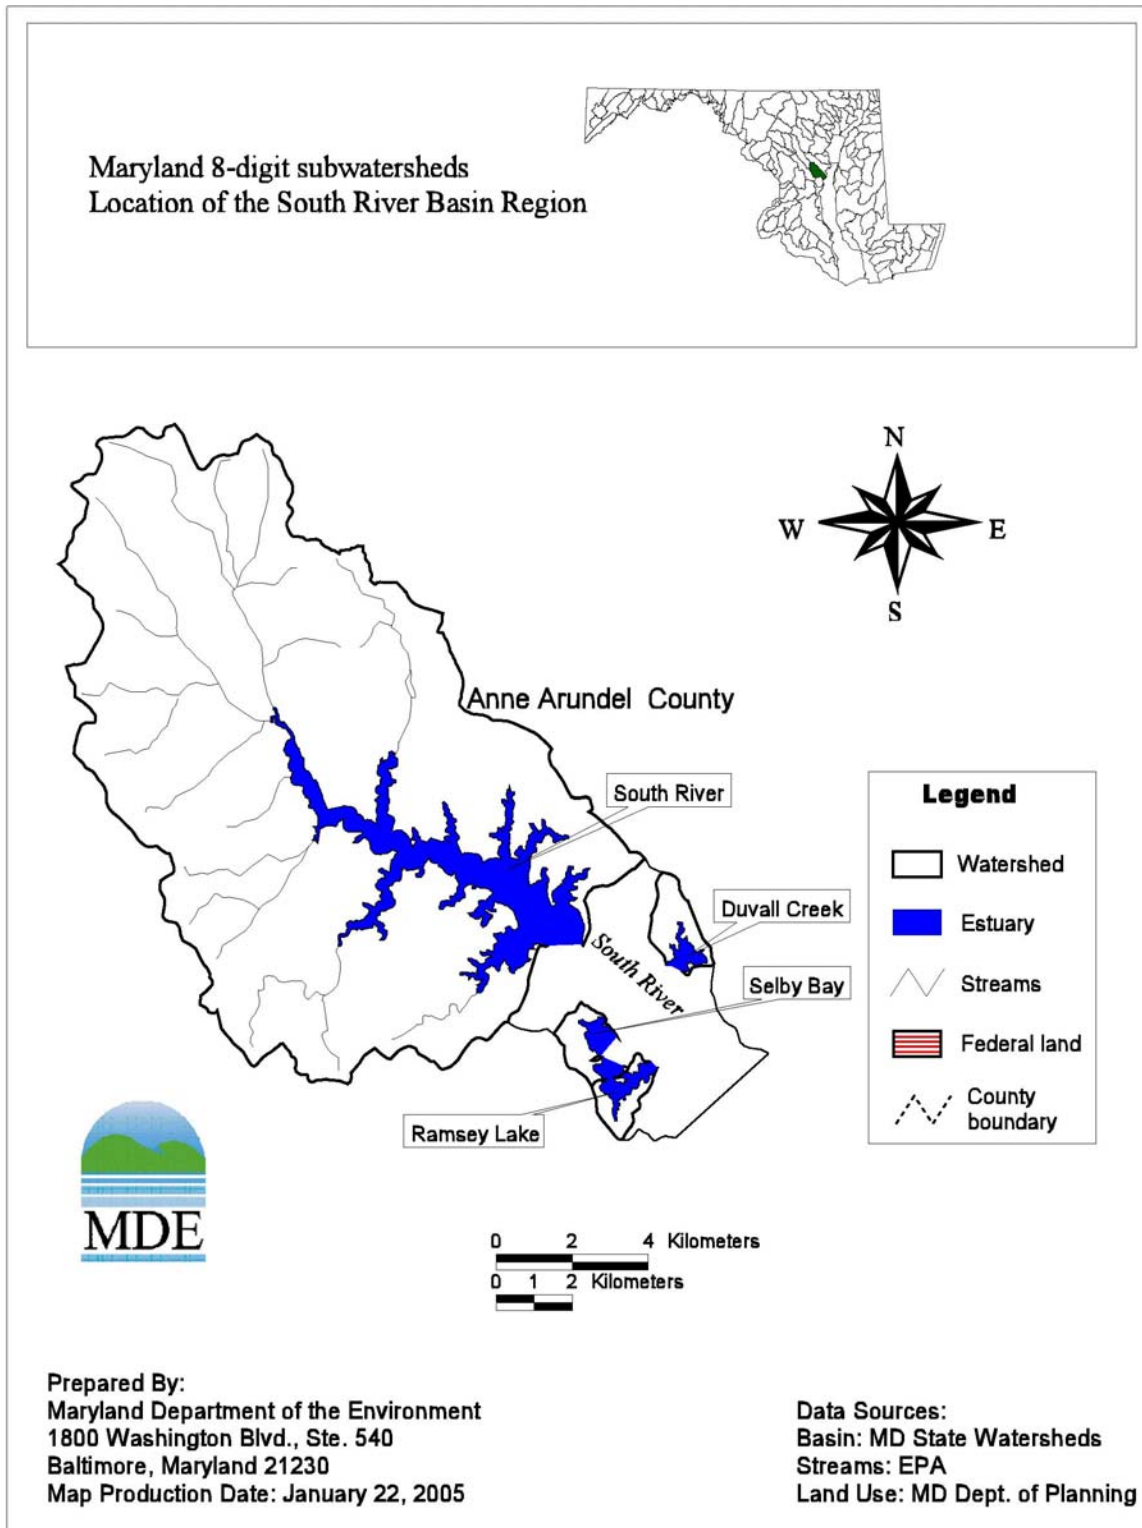 Maryland 8-digit subwatersheds
Location of the South River Basin Region
N
W
E
S
Anne Arundel County
South River
Duvall Creek
South River
Selby Bay
Ramsey Lake
Legend
Watershed
Estuary
Streams
Federal land
County
boundary
MDE
0 2 4 Kilometers
0 1 2 Kilometers
Prepared By:
Maryland Department of the Environment
1800 Washington Blvd., Ste. 540
Baltimore, Maryland 21230
Map Production Date: January 22, 2005
Data Sources:
Basin: MD State Watersheds
Streams: EPA
Land Use: MD Dept. of Planning